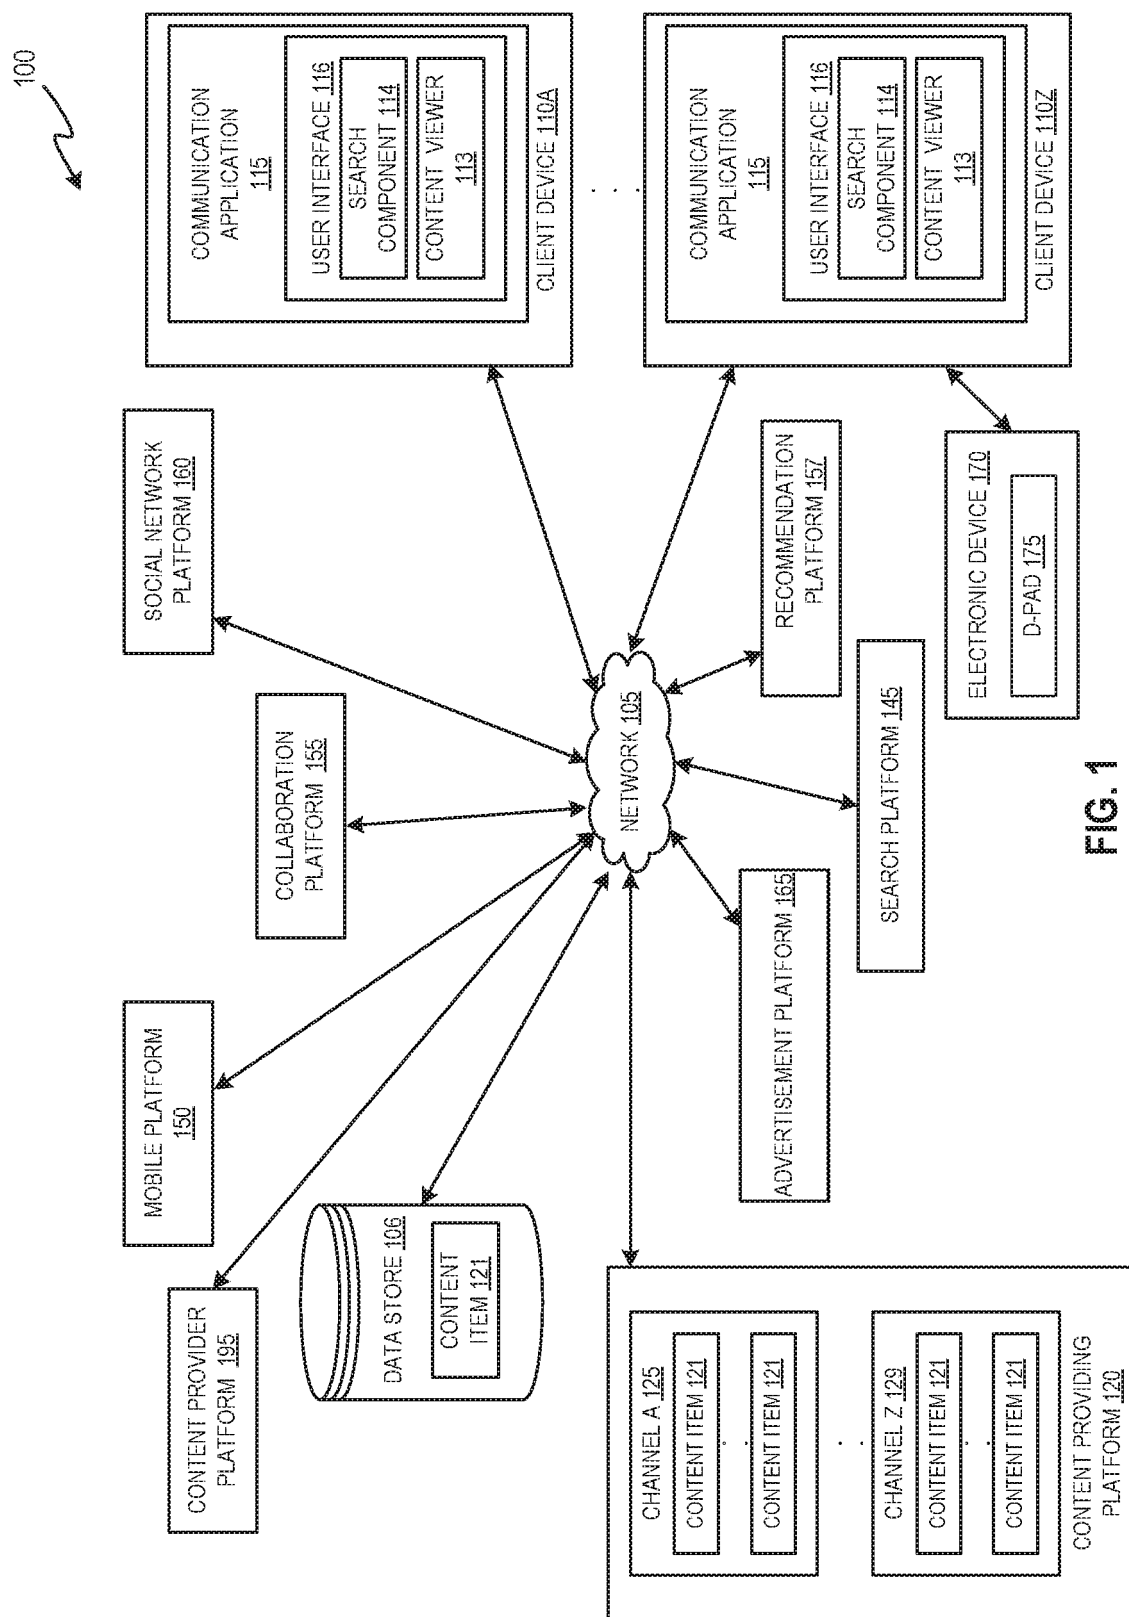 100
CONTENT PROVIDER
PLATFORM 195
MOBILE PLATFORM
150
COLLABORATION
PLATFORM 155
SOCIAL NETWORK
PLATFORM 160
COMMUNICATION
APPLICATION
115
USER INTERFACE 116
SEARCH
COMPONENT 114
CONTENT VIEWER
113
CLIENT DEVICE 110A
. . .
DATA STORE 106
CONTENT
ITEM 121
NETWORK 105
COMMUNICATION
APPLICATION
115
USER INTERFACE 116
SEARCH
COMPONENT 114
CONTENT VIEWER
113
CLIENT DEVICE 110Z
CHANNEL A 125
CONTENT ITEM 121
. . .
CONTENT ITEM 121
. . .
CHANNEL Z 129
CONTENT ITEM 121
. . .
CONTENT ITEM 121
CONTENT PROVIDING
PLATFORM 120
ADVERTISEMENT PLATFORM 165
SEARCH PLATFORM 145
RECOMMENDATION
PLATFORM 157
ELECTRONIC DEVICE 170
D-PAD 175
FIG. 1